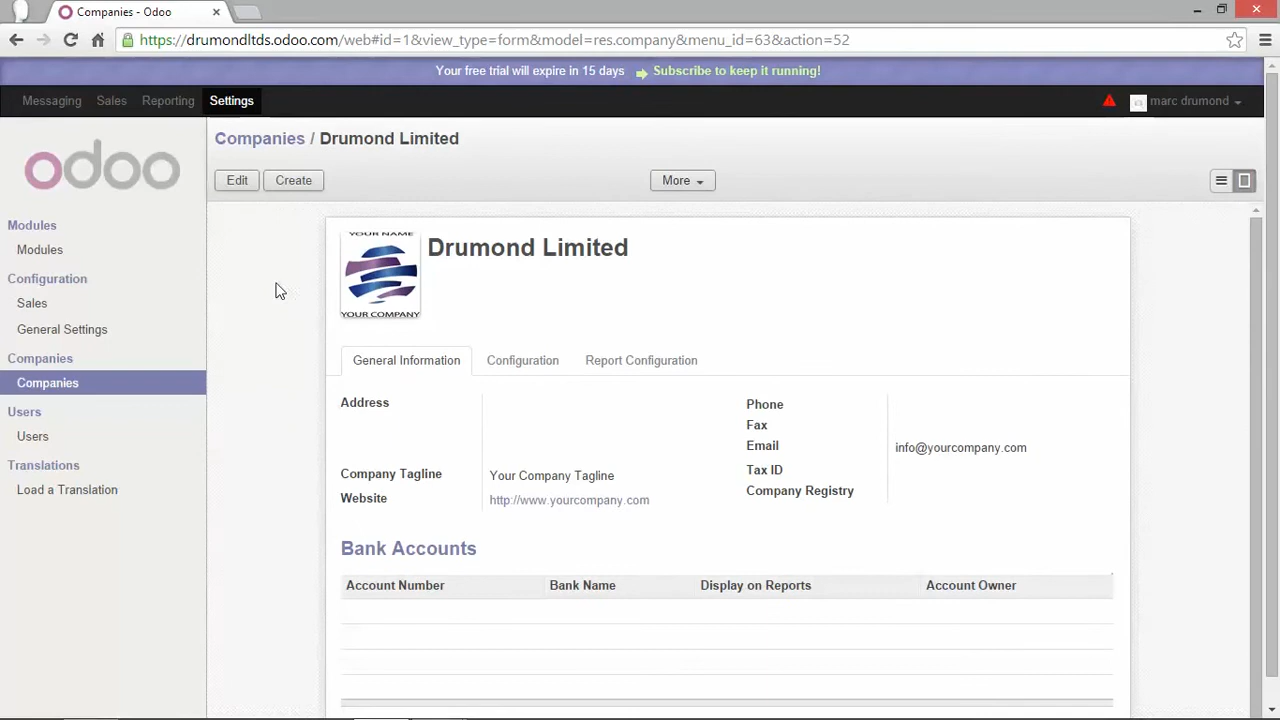 Companies - Odoo
https://drumondltds.odoo.com/web#id=1&view_type=form&model=res.company&menu_id=63&action=52
Your free trial will expire in 15 days Subscribe to keep it running!
Messaging Sales Reporting Settings marc drumond
odoo
Companies / Drumond Limited
Edit Create More
Modules
Modules
Configuration
Sales
General Settings
Companies
Companies
Users
Users
Translations
Load a Translation
YOUR NAME
YOUR COMPANY
Drumond Limited
General Information Configuration Report Configuration
Address
Company Tagline Your Company Tagline
Website http://www.yourcompany.com
Phone
Fax
Email info@yourcompany.com
Tax ID
Company Registry
Bank Accounts
Account Number Bank Name Display on Reports Account Owner